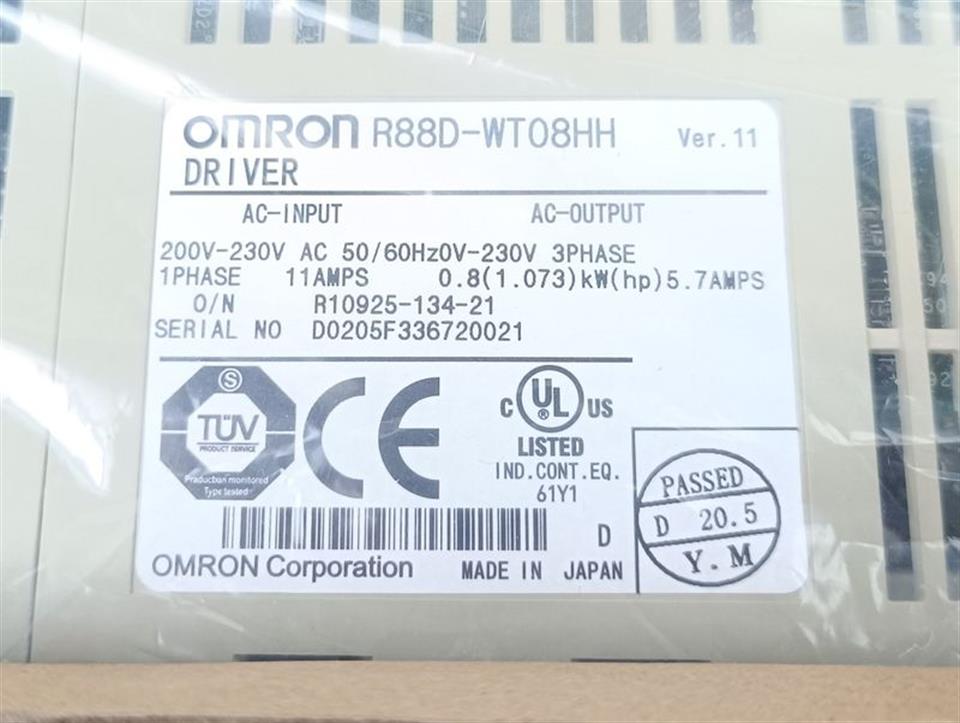 OMRON R88D-WT08HH Ver.11
DRIVER
AC-INPUT AC-OUTPUT
200V-230V AC 50/60Hz0V-230V 3PHASE
1PHASE 11AMPS 0.8(1.073)kW(hp)5.7AMPS
O/N R10925-134-21
SERIAL NO D0205F336720021
S
TÜV
PRODUCT SERVICE
Production monitored
Type tested
CE
C UL ® US
LISTED
IND.CONT.EQ.
61Y1
D
PASSED
D 20.5
Y.M
OMRON Corporation MADE IN JAPAN